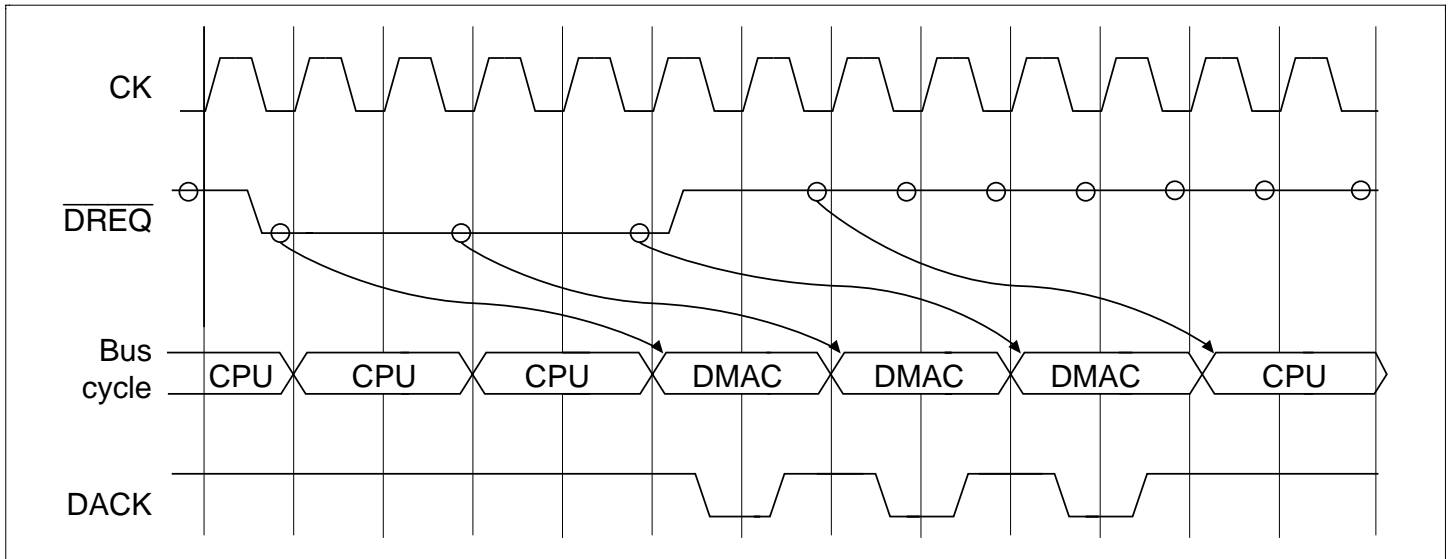 CK
DREQ
Bus
cycle
CPU CPU CPU DMAC DMAC DMAC CPU
DACK